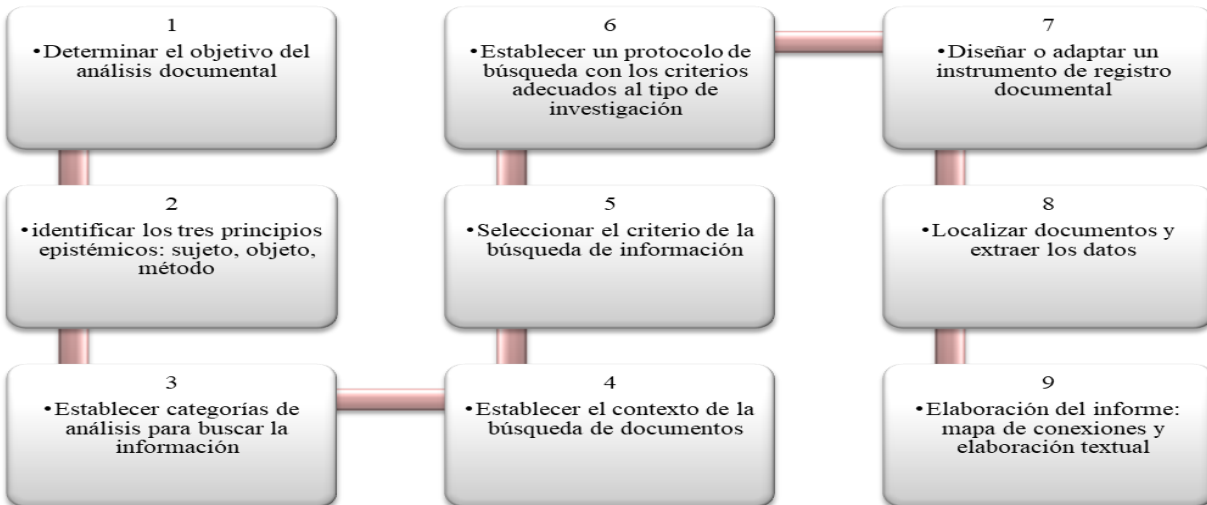 1
•Determinar el objetivo del
análisis documental
2
•identificar los tres principios
epistémicos: sujeto, objeto,
método
3
•Establecer categorías de
análisis para buscar la
información
4
•Establecer el contexto de la
búsqueda de documentos
5
•Seleccionar el criterio de la
búsqueda de información
6
•Establecer un protocolo de
búsqueda con los criterios
adecuados al tipo de
investigación
7
•Diseñar o adaptar un
instrumento de registro
documental
8
•Localizar documentos y
extraer los datos
9
•Elaboración del informe:
mapa de conexiones y
elaboración textual